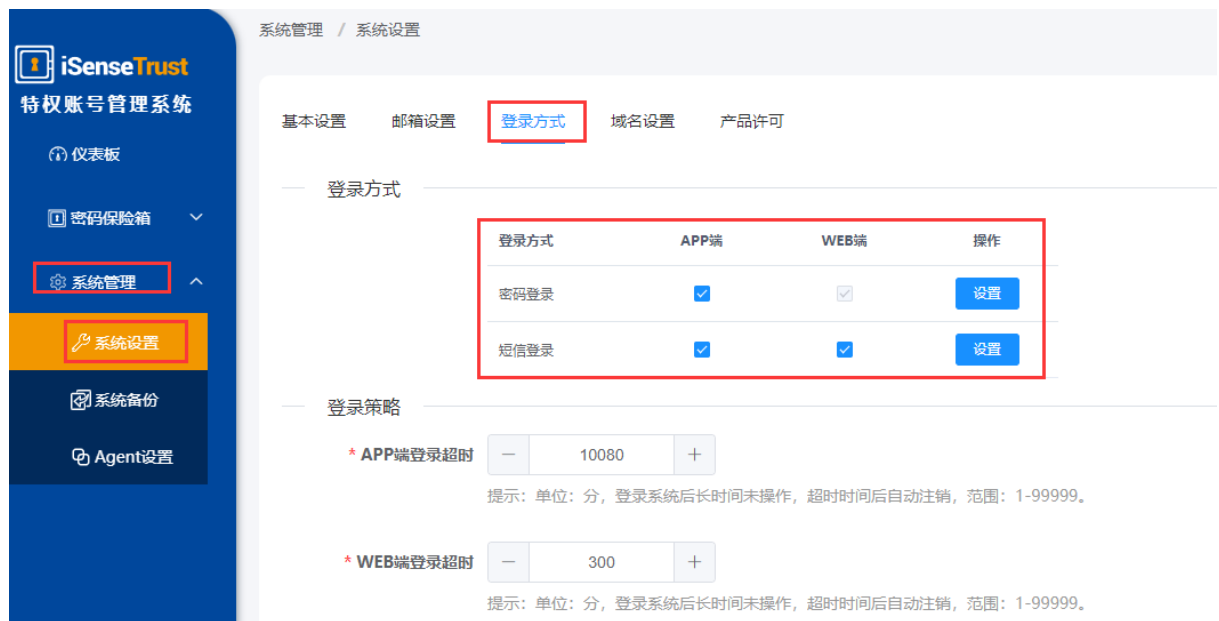 系统管理 / 系统设置
iSenseTrust
特权账号管理系统
仪表板
密码保险箱
系统管理
系统设置
系统备份
Agent设置
基本设置 邮箱设置 登录方式 域名设置 产品许可
登录方式
登录方式 APP端 WEB端 操作
密码登录 设置
短信登录 设置
登录策略
* APP端登录超时 — 10080 +
提示：单位：分，登录系统后长时间未操作，超时时间后自动注销，范围：1-99999。
* WEB端登录超时 — 300 +
提示：单位：分，登录系统后长时间未操作，超时时间后自动注销，范围：1-99999。